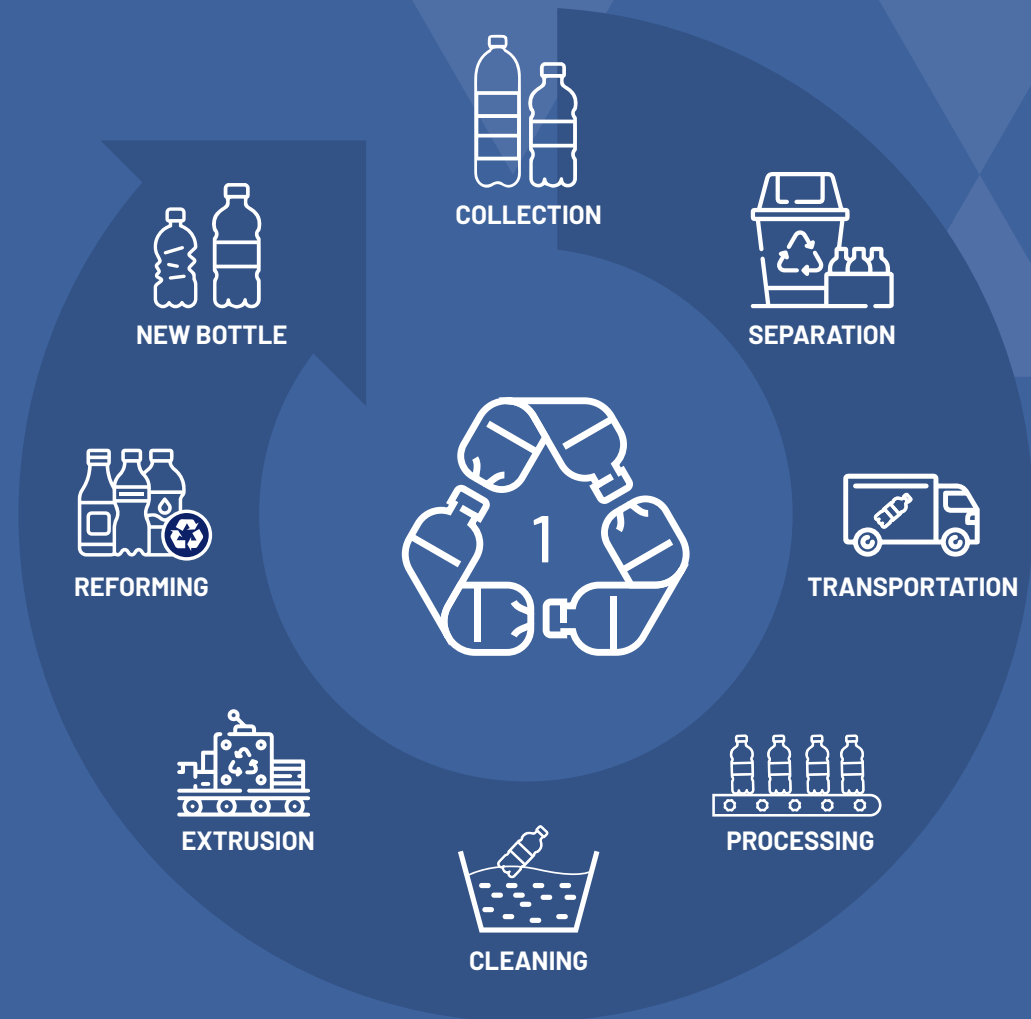 COLLECTION
SEPARATION
TRANSPORTATION
PROCESSING
CLEANING
EXTRUSION
REFORMING
NEW BOTTLE
1